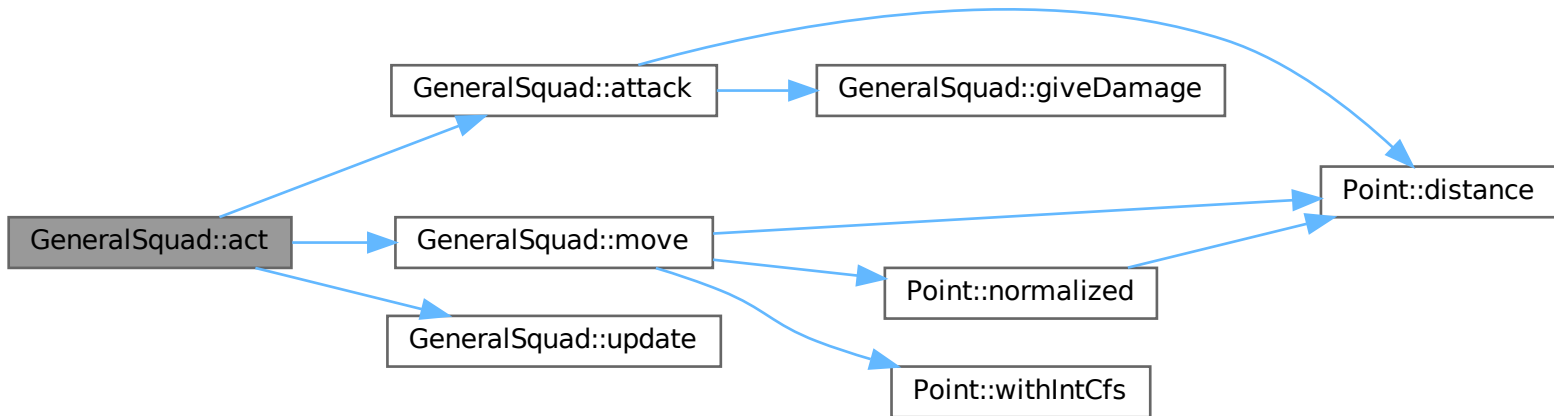 GeneralSquad::act
GeneralSquad::attack
GeneralSquad::giveDamage
Point::distance
GeneralSquad::move
Point::normalized
GeneralSquad::update
Point::withIntCfs